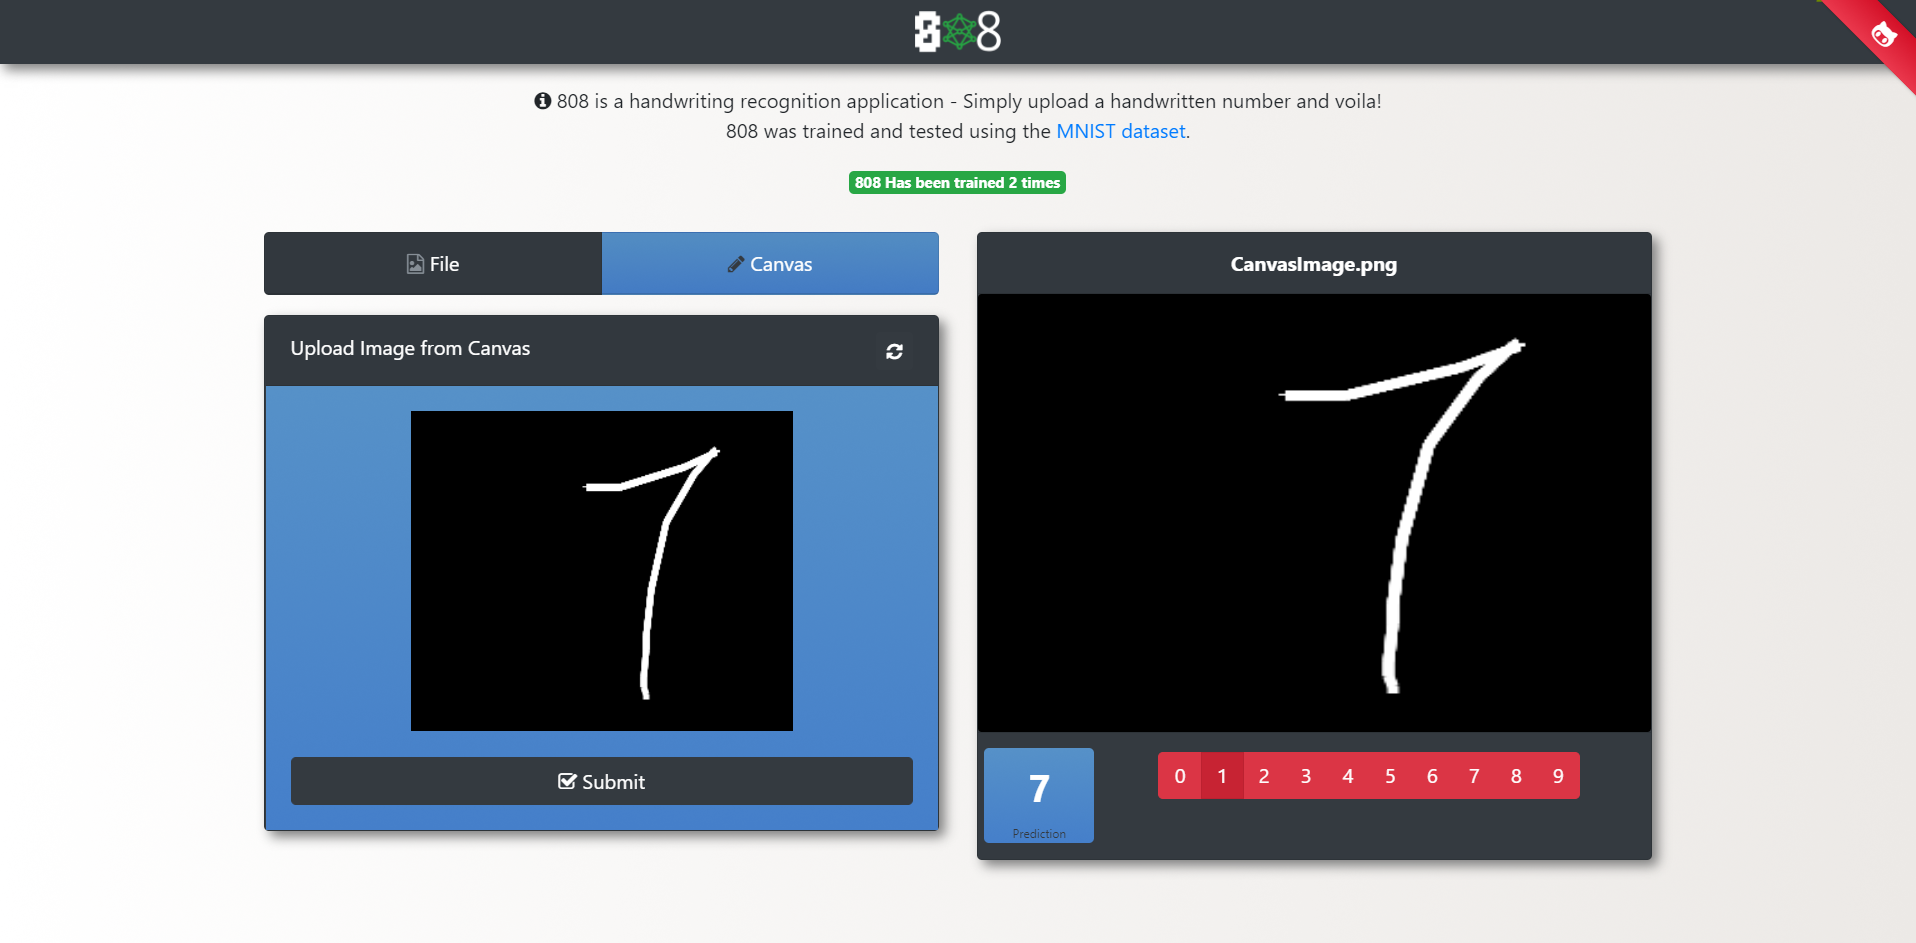 808
808 is a handwriting recognition application - Simply upload a handwritten number and voila!
808 was trained and tested using the MNIST dataset.
808 Has been trained 2 times
File
Canvas
Upload Image from Canvas
7
Submit
CanvasImage.png
7
7
Prediction
0 1 2 3 4 5 6 7 8 9